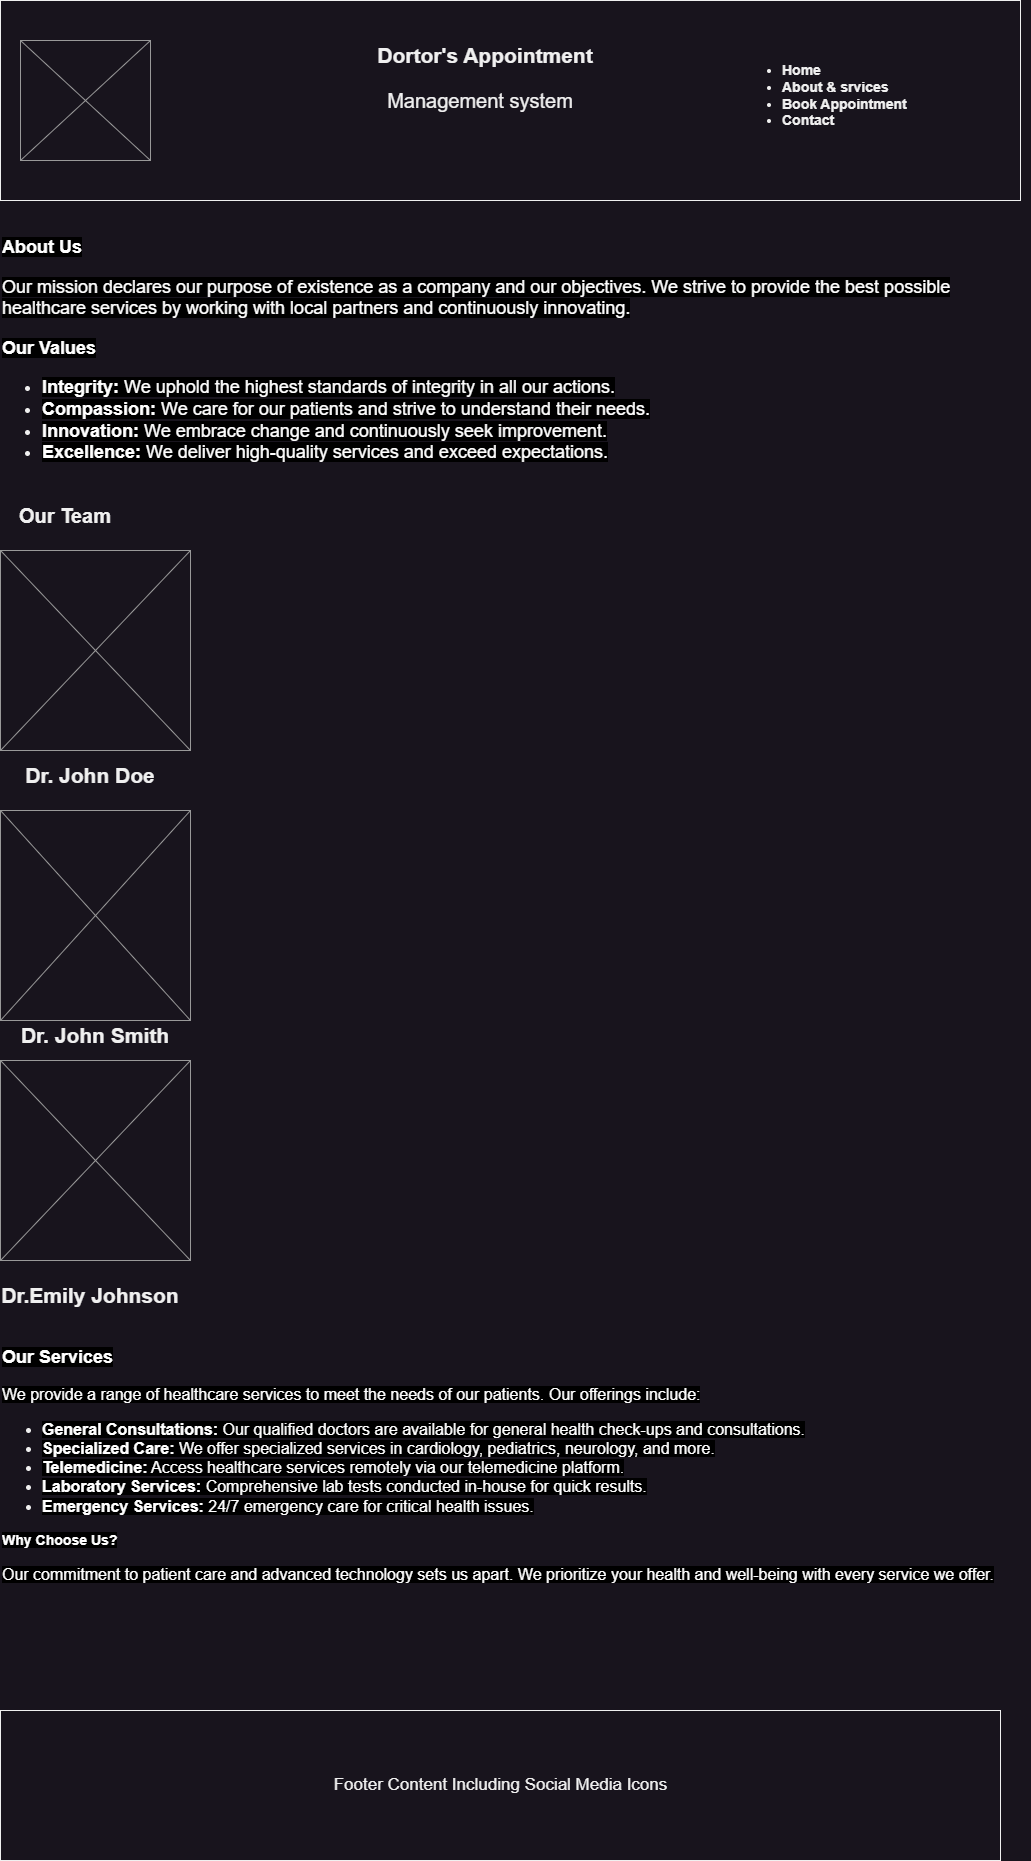 Dortor's Appointment
Management system
Home
About & srvices
Book Appointment
Contact
About Us
Our mission declares our purpose of existence as a company and our objectives. We strive to provide the best possible
healthcare services by working with local partners and continuously innovating.
Our Values
Integrity: We uphold the highest standards of integrity in all our actions.
Compassion: We care for our patients and strive to understand their needs.
Innovation: We embrace change and continuously seek improvement.
Excellence: We deliver high-quality services and exceed expectations.
Our Team
Dr. John Doe
Dr. John Smith
Dr.Emily Johnson
Our Services
We provide a range of healthcare services to meet the needs of our patients. Our offerings include:
General Consultations: Our qualified doctors are available for general health check-ups and consultations.
Specialized Care: We offer specialized services in cardiology, pediatrics, neurology, and more.
Telemedicine: Access healthcare services remotely via our telemedicine platform.
Laboratory Services: Comprehensive lab tests conducted in-house for quick results.
Emergency Services: 24/7 emergency care for critical health issues.
Why Choose Us?
Our commitment to patient care and advanced technology sets us apart. We prioritize your health and well-being with every service we offer.
Footer Content Including Social Media Icons